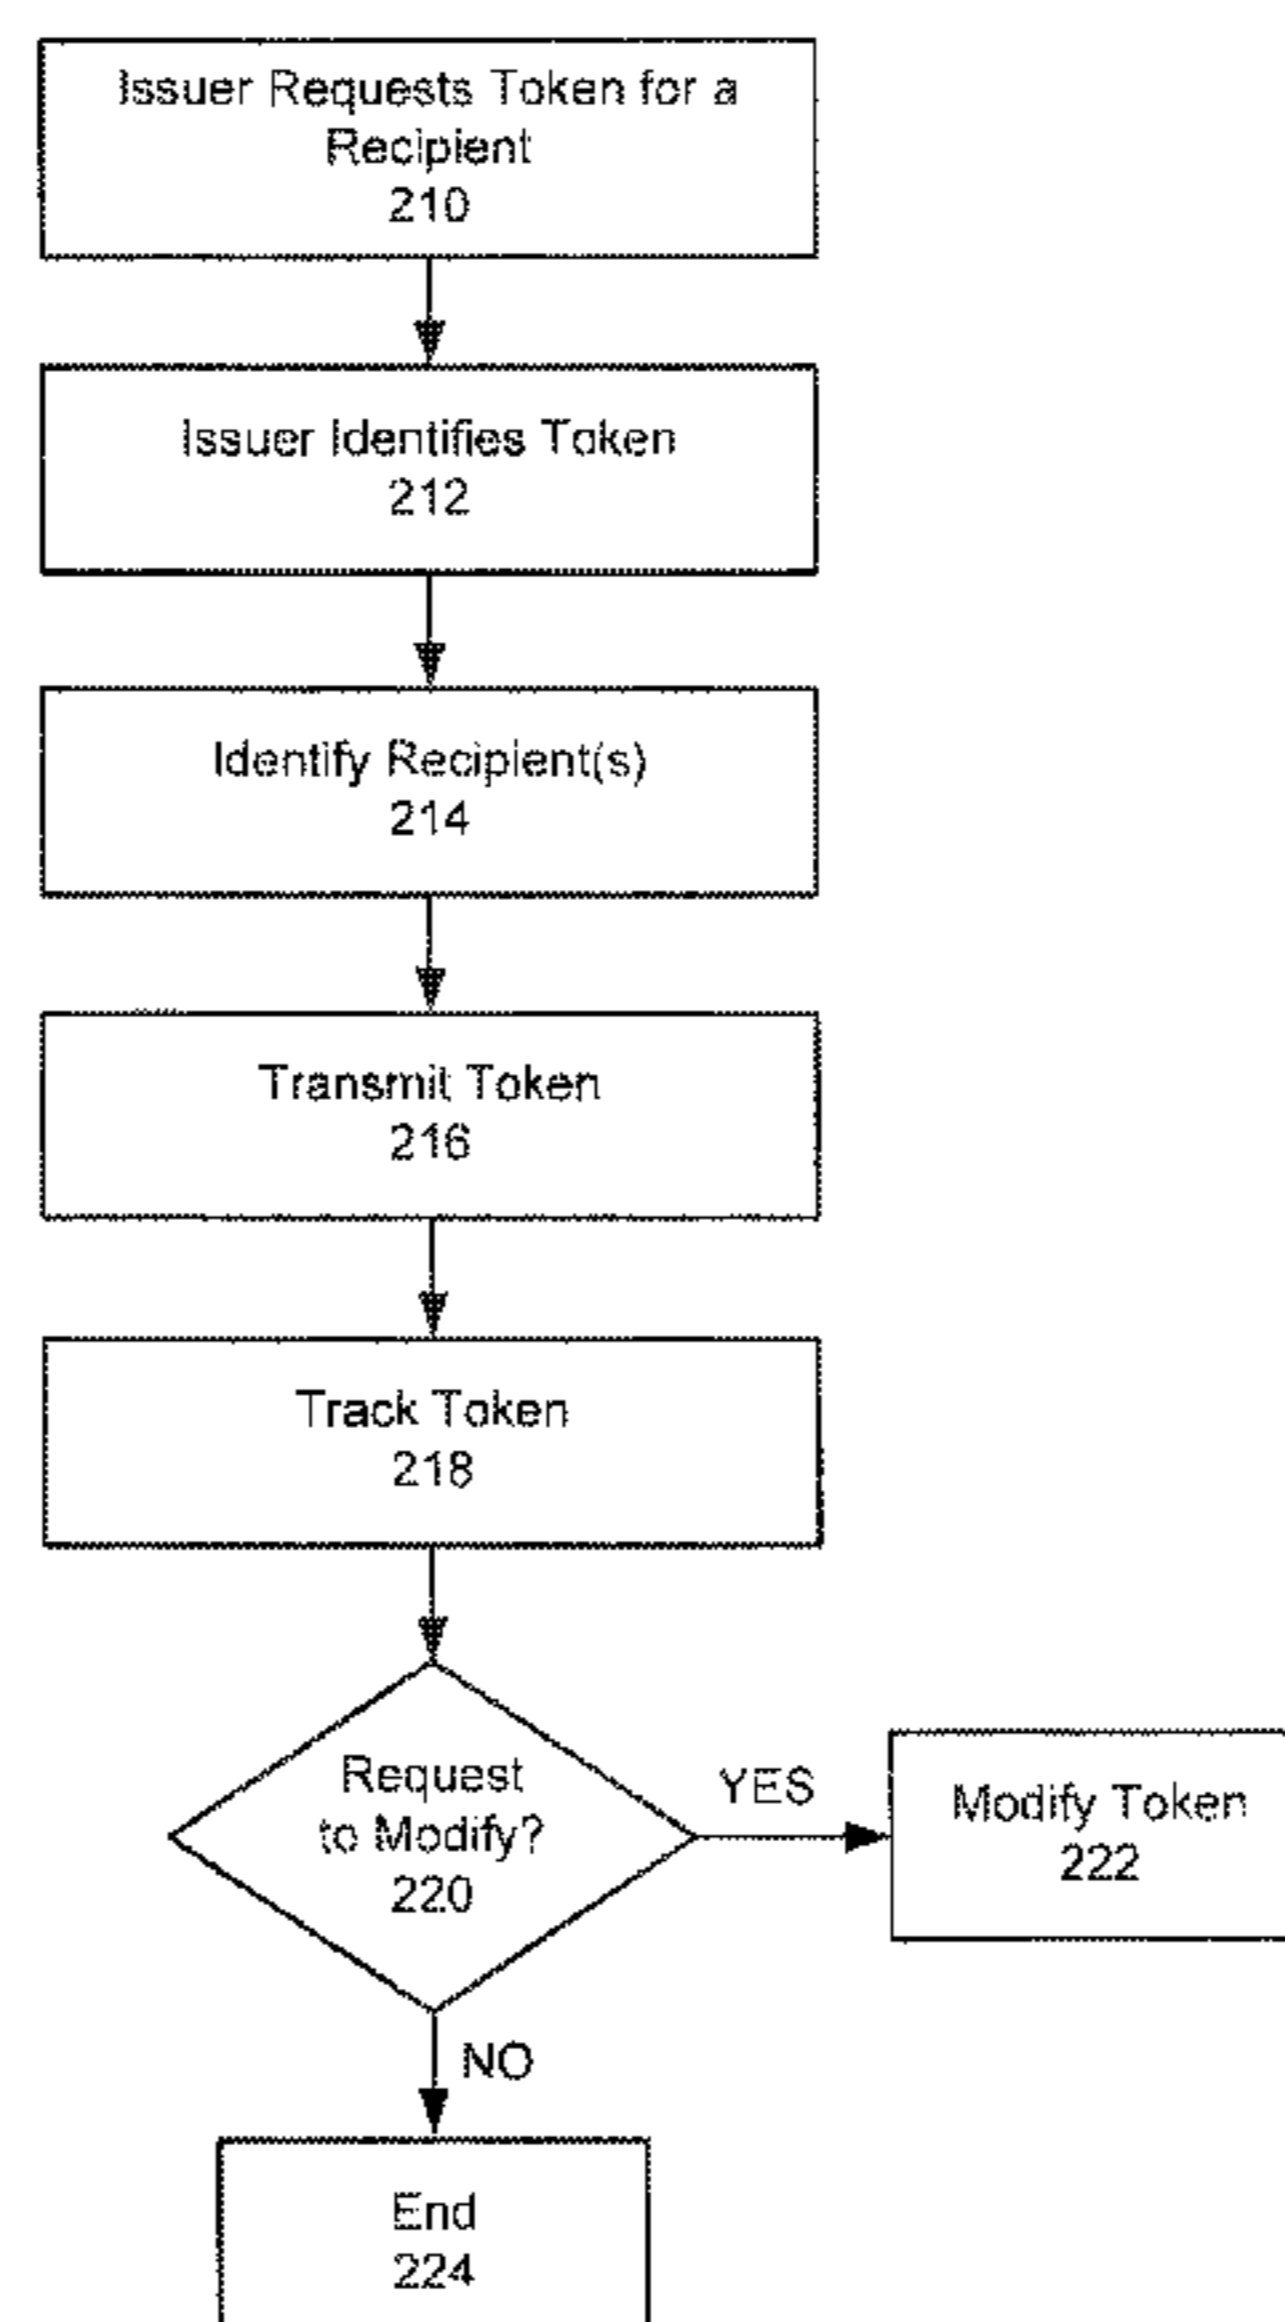 Issuer Requests Token for a
Recipient
210
Issuer Identifies Token
212
Identify Recipient(s)
214
Transmit Token
216
Track Token
218
Request
to Modify?
220
YES
Modify Token
222
NO
End
224